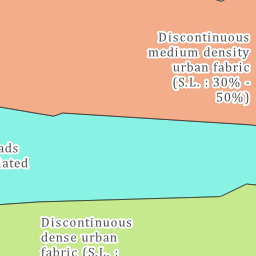 Discontinuous
medium density
urban fabric
(S.L. : 30% -
50%)
ads
ated
Discontinuous
dense urban
fabric (S.L. :